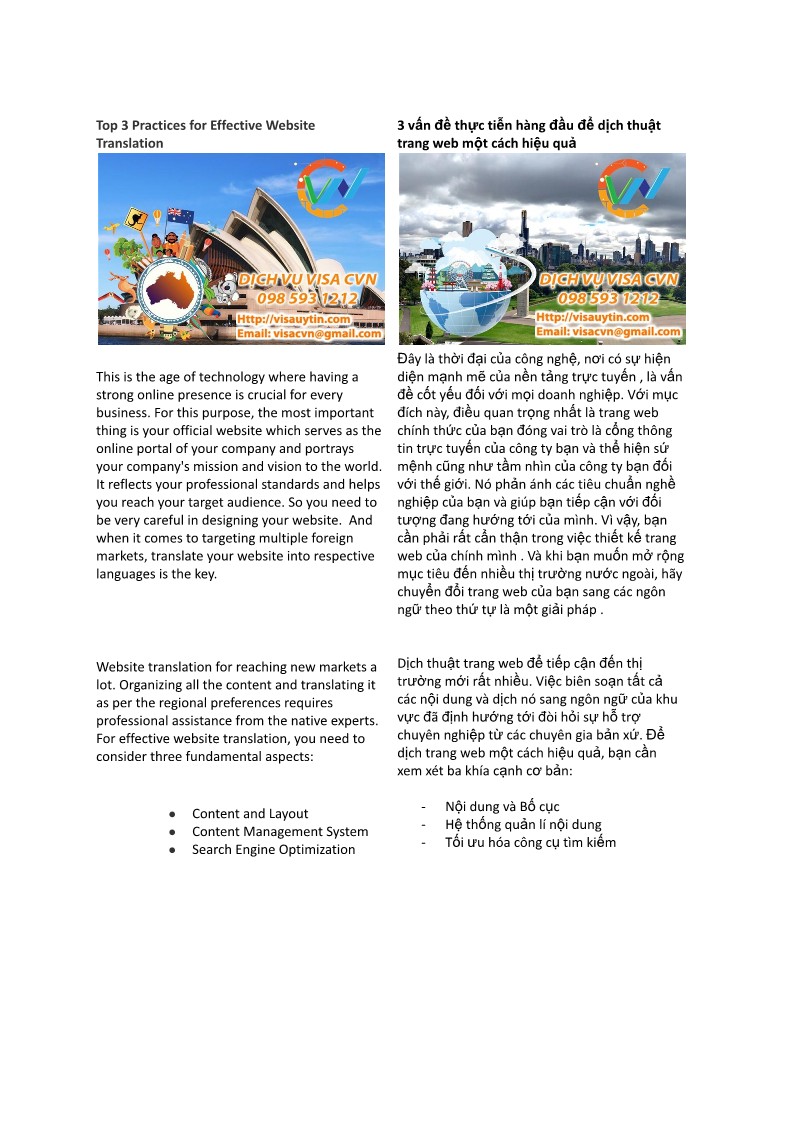 Top 3 Practices for Effective Website
Translation
DỊCH VỤ VISA CVN
098 593 1212
Http://visauytin.com
Email: visacvn@gmail.com
This is the age of technology where having a
strong online presence is crucial for every
business. For this purpose, the most important
thing is your official website which serves as the
online portal of your company and portrays
your company's mission and vision to the world.
It reflects your professional standards and helps
you reach your target audience. So you need to
be very careful in designing your website.  And
when it comes to targeting multiple foreign
markets, translate your website into respective
languages is the key.
Website translation for reaching new markets a
lot. Organizing all the content and translating it
as per the regional preferences requires
professional assistance from the native experts.
For effective website translation, you need to
consider three fundamental aspects:
● Content and Layout
● Content Management System
● Search Engine Optimization
3 vấn đề thực tiễn hàng đầu để dịch thuật
trang web một cách hiệu quả
DỊCH VỤ VISA CVN
098 593 1212
Http://visauytin.com
Email: visacvn@gmail.com
Đây là thời đại của công nghệ, nơi có sự hiện
diện mạnh mẽ của nền tảng trực tuyến , là vấn
đề cốt yếu đối với mọi doanh nghiệp. Với mục
đích này, điều quan trọng nhất là trang web
chính thức của bạn đóng vai trò là cổng thông
tin trực tuyến của công ty bạn và thể hiện sứ
mệnh cũng như tầm nhìn của công ty bạn đối
với thế giới. Nó phản ánh các tiêu chuẩn nghề
nghiệp của bạn và giúp bạn tiếp cận với đối
tượng đang hướng tới của mình. Vì vậy, bạn
cần phải rất cẩn thận trong việc thiết kế trang
web của chính mình . Và khi bạn muốn mở rộng
mục tiêu đến nhiều thị trường nước ngoài, hãy
chuyển đổi trang web của bạn sang các ngôn
ngữ theo thứ tự là một giải pháp .
Dịch thuật trang web để tiếp cận đến thị
trường mới rất nhiều. Việc biên soạn tất cả
các nội dung và dịch nó sang ngôn ngữ của khu
vực đã định hướng tới đòi hỏi sự hỗ trợ
chuyên nghiệp từ các chuyên gia bản xứ. Để
dịch trang web một cách hiệu quả, bạn cần
xem xét ba khía cạnh cơ bản:
- Nội dung và Bố cục
- Hệ thống quản lí nội dung
- Tối ưu hóa công cụ tìm kiếm